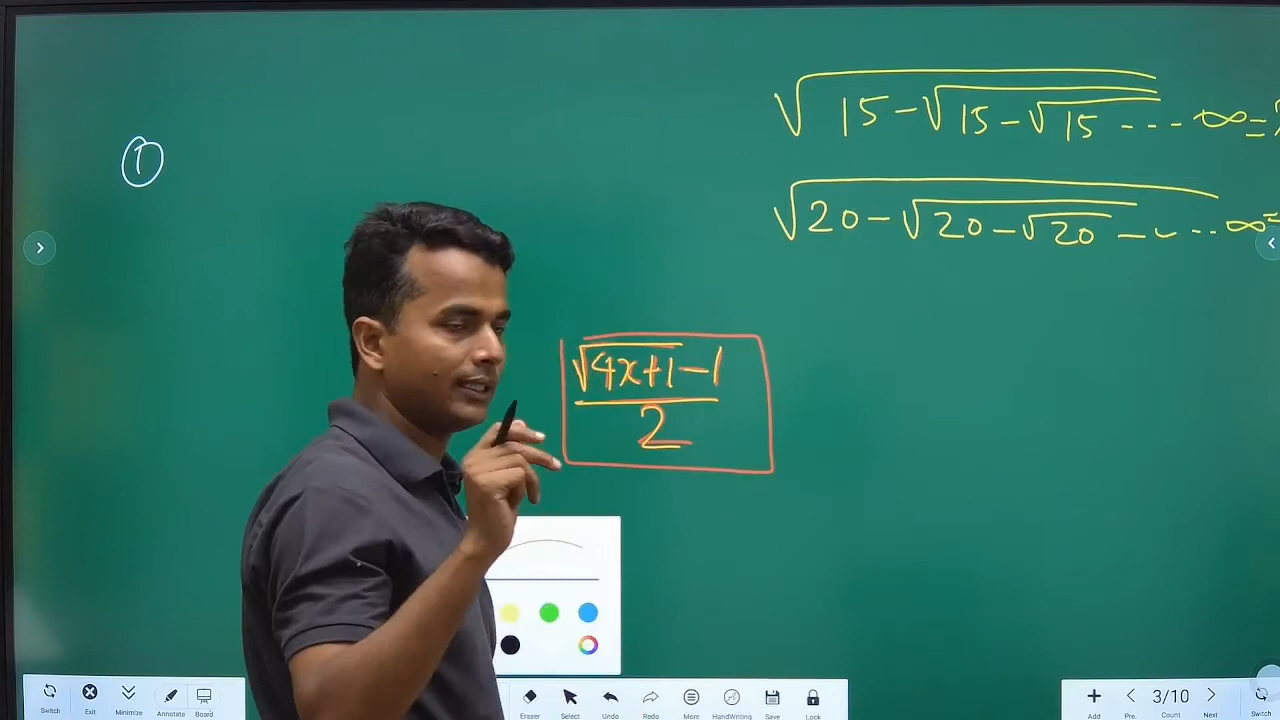 ①
√15-√15-√15 --- ∞=
√20-√20-√20 --.. ∞=
√4x+1-1
2
Switch Exit Minimize Annotate Board Eraser Select Undo Redo More HandWriting Save Lock Add Pre. 3/10 Count Next Switch